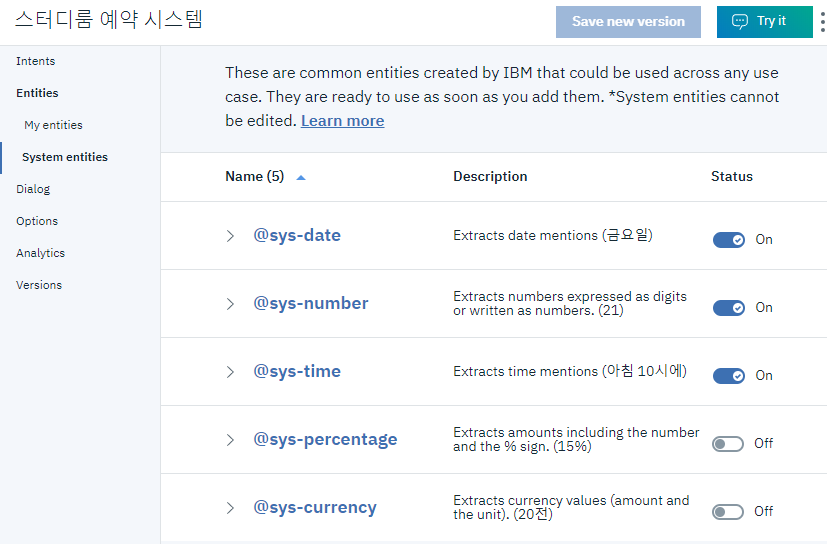 스터디룸 예약 시스템
Save new version
Try it
Intents
Entities
My entities
System entities
Dialog
Options
Analytics
Versions
These are common entities created by IBM that could be used across any use
case. They are ready to use as soon as you add them. *System entities cannot
be edited. Learn more
Name (5) Description Status
@sys-date Extracts date mentions (금요일) On
@sys-number Extracts numbers expressed as digits
or written as numbers. (21) On
@sys-time Extracts time mentions (아침 10시에) On
@sys-percentage Extracts amounts including the number
and the % sign. (15%) Off
@sys-currency Extracts currency values (amount and
the unit). (20전) Off